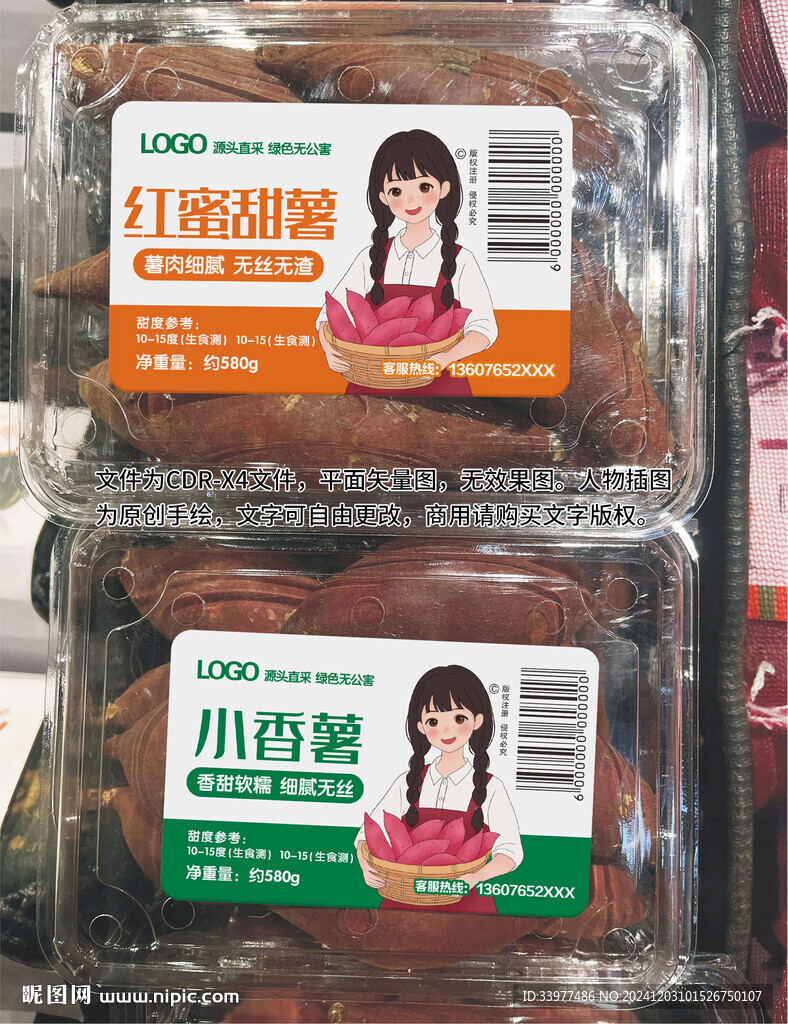 LOGO 源头直采 绿色无公害
红蜜甜薯
薯肉细腻 无丝无渣
甜度参考：
10-15度(生食测) 10-15(生食测)
净重量：约580g
客服热线：13607652XXX
©版权注册 侵权必究
000000 000000 9
文件为CDR-X4文件，平面矢量图，无效果图。人物插图
为原创手绘，文字可自由更改，商用请购买文字版权。
LOGO 源头直采 绿色无公害
小香薯
香甜软糯 细腻无丝
甜度参考：
10-15度(生食测) 10-15(生食测)
净重量：约580g
客服热线：13607652XXX
©版权注册 侵权必究
000000 000000 9
昵图网 www.nipic.com
ID:33977486 NO:20241203101526750107